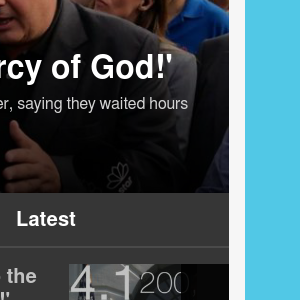 rcy of God!'
er, saying they waited hours
Latest
the
!'
4.1 200